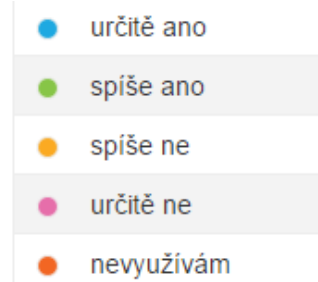 určitě ano
spíše ano
spíše ne
určitě ne
nevyužívám